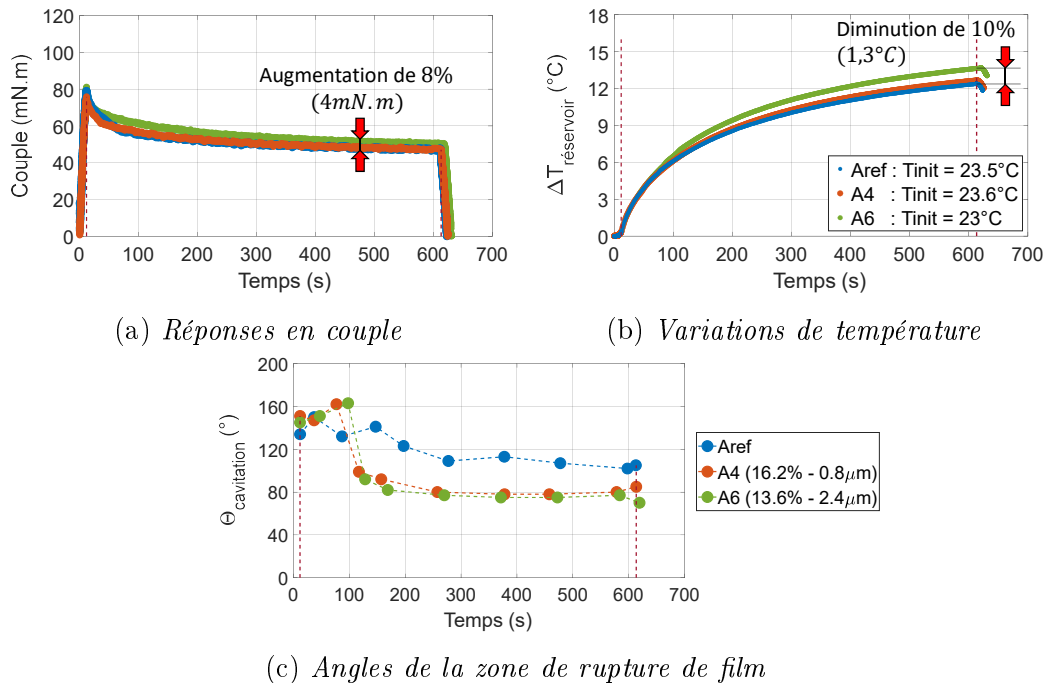 120
100
80
60
40
20
0
Couple (mN.m)
Augmentation de 8%
(4mN.m)
0 100 200 300 400 500 600 700
Temps (s)
(a) Réponses en couple
18
15
12
9
6
3
0
ΔTréservoir (°C)
Diminution de 10%
(1,3°C)
Aref : Tinit = 23.5°C
A4 : Tinit = 23.6°C
A6 : Tinit = 23°C
0 100 200 300 400 500 600 700
Temps (s)
(b) Variations de température
200
160
120
80
40
0
Θcavitation (°)
0 100 200 300 400 500 600 700
Temps (s)
Aref
A4 (16.2% - 0.8μm)
A6 (13.6% - 2.4μm)
(c) Angles de la zone de rupture de film